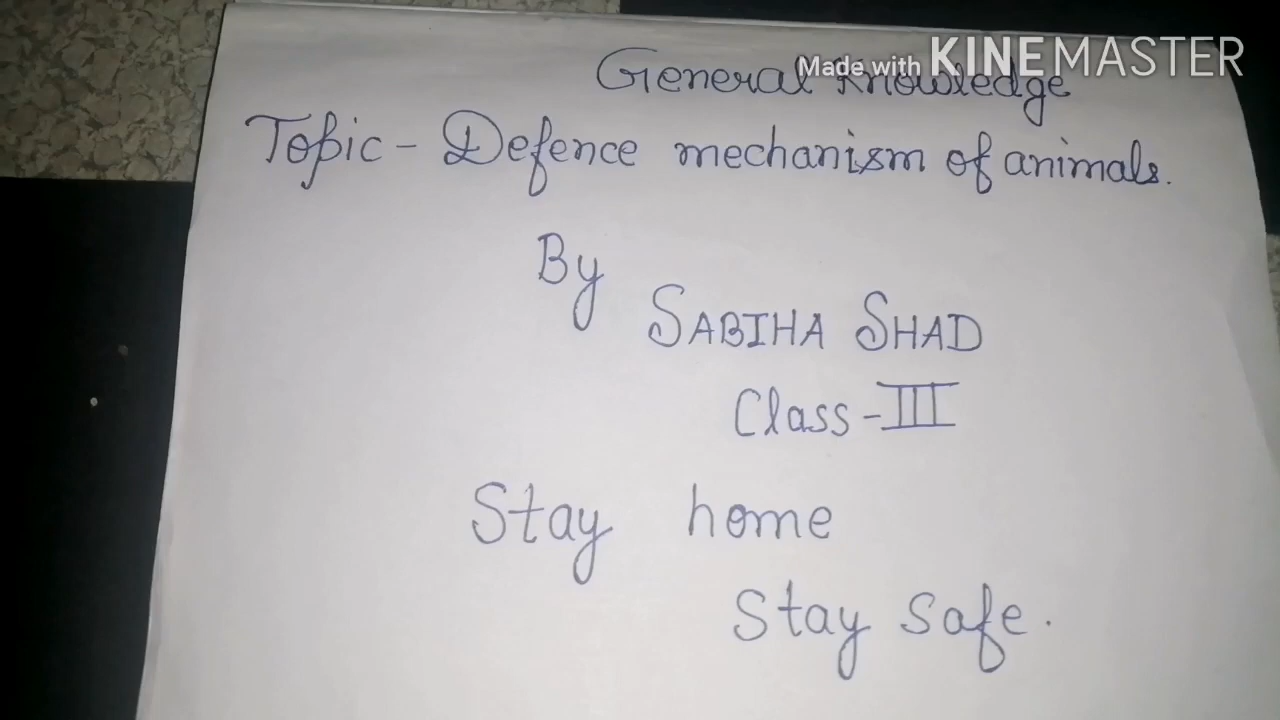 Made with KINEMASTER
General Knowledge
Topic - Defence mechanism of animals.
By
SABIHA SHAD
Class - III
Stay home
Stay safe.